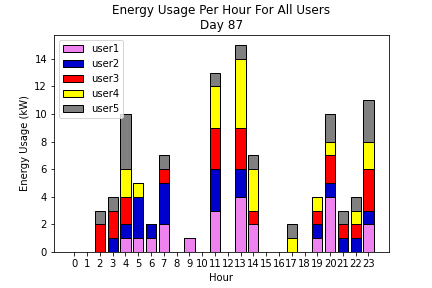 Energy Usage Per Hour For All Users
Day 87
user1
user2
user3
user4
user5
14
12
10
8
6
4
2
0
Energy Usage (kW)
0 1 2 3 4 5 6 7 8 9 10 11 12 13 14 15 16 17 18 19 20 21 22 23
Hour